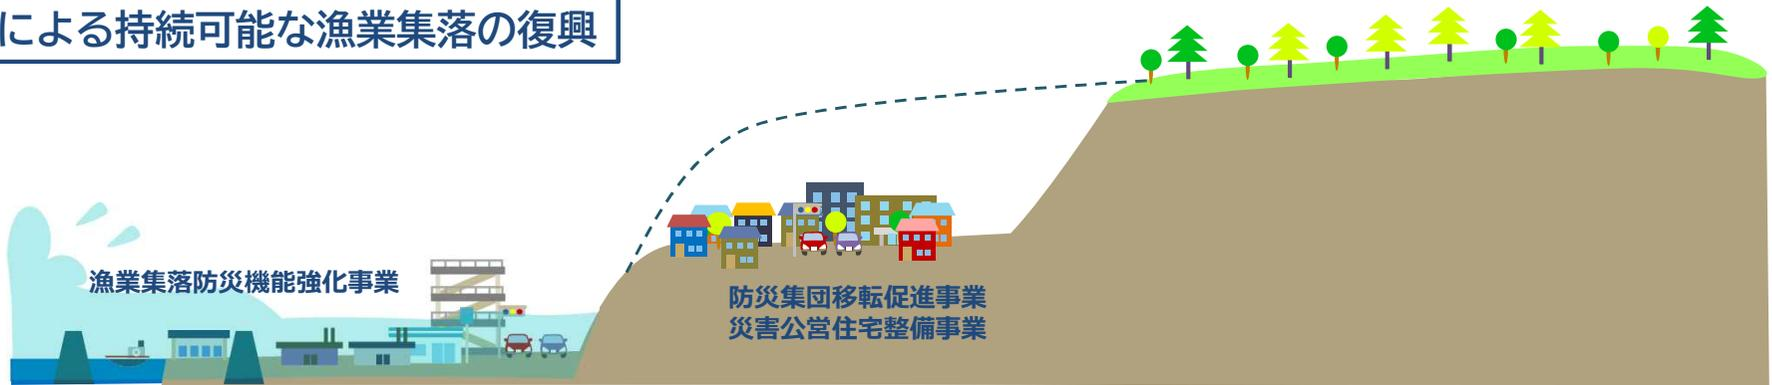 による持続可能な漁業集落の復興
漁業集落防災機能強化事業
防災集団移転促進事業
災害公営住宅整備事業